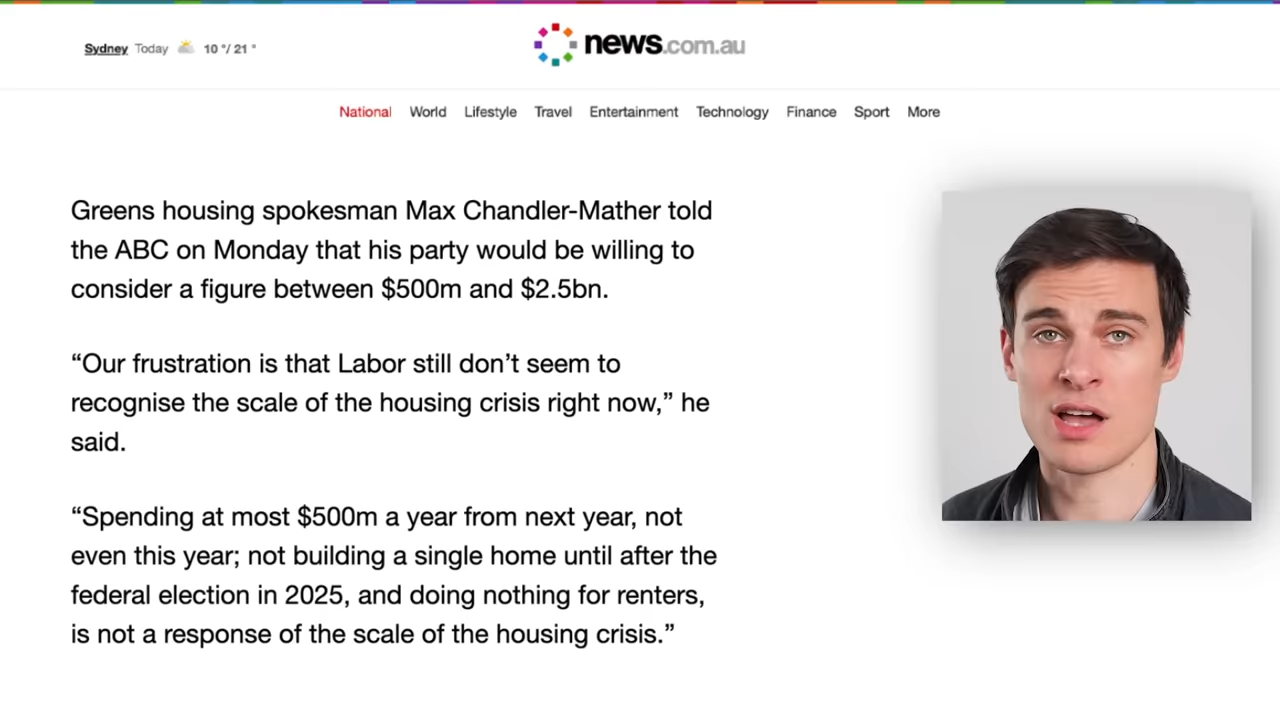 Sydney Today 10 °/ 21 °
news.com.au
National World Lifestyle Travel Entertainment Technology Finance Sport More
Greens housing spokesman Max Chandler-Mather told
the ABC on Monday that his party would be willing to
consider a figure between $500m and $2.5bn.
“Our frustration is that Labor still don’t seem to
recognise the scale of the housing crisis right now,” he
said.
“Spending at most $500m a year from next year, not
even this year; not building a single home until after the
federal election in 2025, and doing nothing for renters,
is not a response of the scale of the housing crisis.”